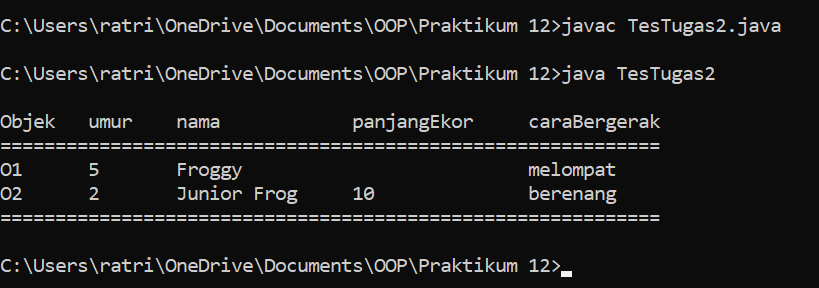 C:\Users\ratri\OneDrive\Documents\OOP\Praktikum 12>javac TesTugas2.java
C:\Users\ratri\OneDrive\Documents\OOP\Praktikum 12>java TesTugas2
Objek   umur    nama            panjangEkor     caraBergerak
============================================================
O1      5       Froggy                          melompat
O2      2       Junior Frog     10              berenang
============================================================
C:\Users\ratri\OneDrive\Documents\OOP\Praktikum 12>